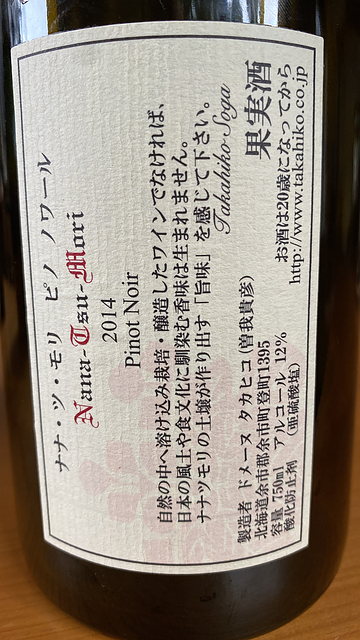 ナナ・ツ・モリ ピノ ノワール
Nana-Tsu-Mori
2014
Pinot Noir
自然の中へ溶け込み栽培・醸造したワインでなければ、
日本の風土や食文化に馴染む香味は生まれません。
ナナツモリの土壌が作り出す「旨味」を感じて下さい。
Takahiko Soga
製造者 ドメーヌ タカヒコ(曽我貴彦)
北海道余市郡余市町登町1395
容量 750ml アルコール 12%
酸化防止剤 (亜硫酸塩)
果実酒
お酒は20歳になってから
http://www.takahiko.co.jp